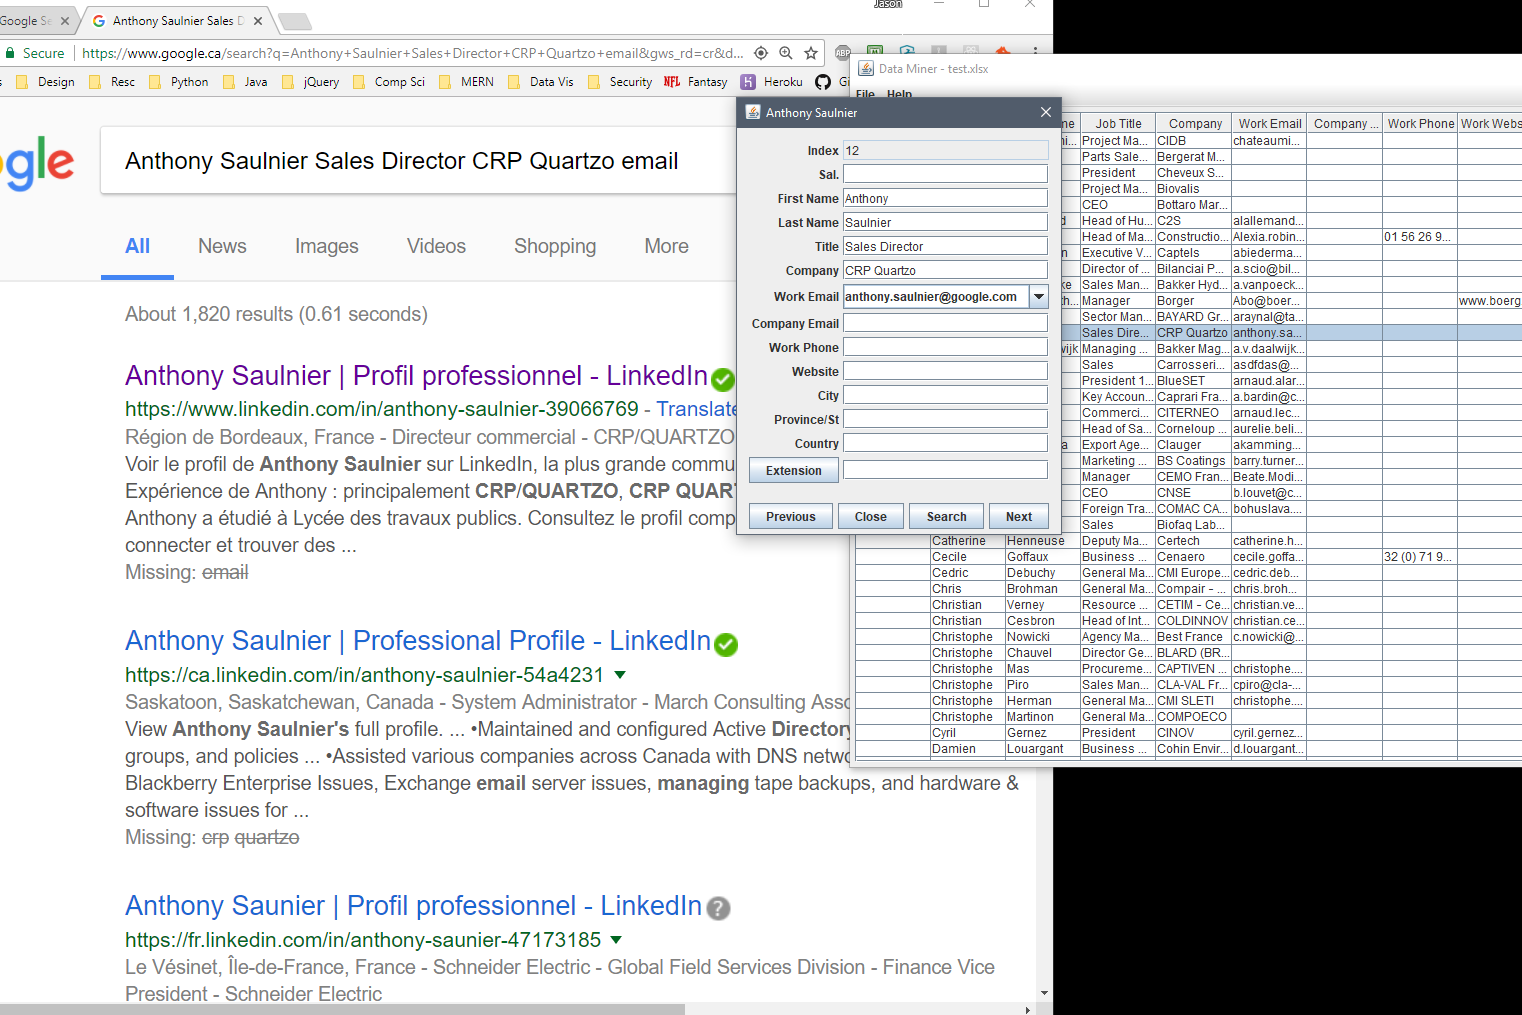 Google Se
Anthony Saulnier Sales D
Jason
Secure
https://www.google.ca/search?q=Anthony+Saulnier+Sales+Director+CRP+Quartzo+email&gws_rd=cr&d...
ABP
s
Design
Resc
Python
Java
jQuery
Comp Sci
MERN
Data Vis
Security
NFL
Fantasy
Heroku
Gi
gle
Anthony Saulnier Sales Director CRP Quartzo email
All
News
Images
Videos
Shopping
More
About 1,820 results (0.61 seconds)
Anthony Saulnier | Profil professionnel - LinkedIn
https://www.linkedin.com/in/anthony-saulnier-39066769 - Translate
Région de Bordeaux, France - Directeur commercial - CRP/QUARTZO
Voir le profil de Anthony Saulnier sur LinkedIn, la plus grande commu
Expérience de Anthony : principalement CRP/QUARTZO, CRP QUAR
Anthony a étudié à Lycée des travaux publics. Consultez le profil comp
connecter et trouver des ...
Missing: email
Anthony Saulnier | Professional Profile - LinkedIn
https://ca.linkedin.com/in/anthony-saulnier-54a4231
Saskatoon, Saskatchewan, Canada - System Administrator - March Consulting Asso
View Anthony Saulnier's full profile. ... •Maintained and configured Active Directory
groups, and policies ... •Assisted various companies across Canada with DNS netwo
Blackberry Enterprise Issues, Exchange email server issues, managing tape backups, and hardware &
software issues for ...
Missing: crp quartzo
Anthony Saunier | Profil professionnel - LinkedIn
https://fr.linkedin.com/in/anthony-saunier-47173185
Le Vésinet, Île-de-France, France - Schneider Electric - Global Field Services Division - Finance Vice
President - Schneider Electric
Anthony Saulnier
Index 12
Sal.
First Name Anthony
Last Name Saulnier
Title Sales Director
Company CRP Quartzo
Work Email anthony.saulnier@google.com
Company Email
Work Phone
Website
City
Province/St
Country
Extension
Previous Close Search Next
Data Miner - test.xlsx
File Help
me Job Title Company Work Email Company ... Work Phone Work Webs
Project Ma... CIDB chateaumi...
Parts Sale... Bergerat M...
President Cheveux S...
Project Ma... Biovalis
CEO Bottaro Mar...
d Head of Hu... C2S alallemand...
Head of Ma... Constructio... Alexia.robin... 01 56 26 9...
n Executive V... Captels abiederma...
Director of ... Bilanciai P... a.scio@bil...
ke Sales Man... Bakker Hyd... a.vanpoeck...
th... Manager Borger Abo@boer... www.boerg
Sector Man... BAYARD Gr... araynal@ta...
Sales Dire... CRP Quartzo anthony.sa...
wijk Managing ... Bakker Mag... a.v.daalwijk...
Sales Carrosseri... asdfdas@...
President 1... BlueSET arnaud.alar...
Key Accoun... Caprari Fra... a.bardin@c...
Commerci... CITERNEO arnaud.lec...
Head of Sa... Corneloup ... aurelie.beli...
a Export Age... Clauger akamming...
Marketing ... BS Coatings barry.turner...
Manager CEMO Fran... Beate.Modi...
CEO CNSE b.louvet@c...
Foreign Tra... COMAC CA... bohuslava....
Sales Biofaq Lab...
Catherine Henneuse Deputy Ma... Certech catherine.h...
Cecile Goffaux Business ... Cenaero cecile.goffa... 32 (0) 71 9...
Cedric Debuchy General Ma... CMI Europe... cedric.deb...
Chris Brohman General Ma... Compair - ... chris.broh...
Christian Verney Resource ... CETIM - Ce... christian.ve...
Christian Cesbron Head of Int... COLDINNOV christian.ce...
Christophe Nowicki Agency Ma... Best France c.nowicki@...
Christophe Chauvel Director Ge... BLARD (BR...
Christophe Mas Procureme... CAPTIVEN ... christophe....
Christophe Piro Sales Man... CLA-VAL Fr... cpiro@cla-...
Christophe Herman General Ma... CMI SLETI christophe....
Christophe Martinon General Ma... COMPOECO
Cyril Gernez President CINOV cyril.gernez...
Damien Louargant Business ... Cohin Envir... d.louargant...